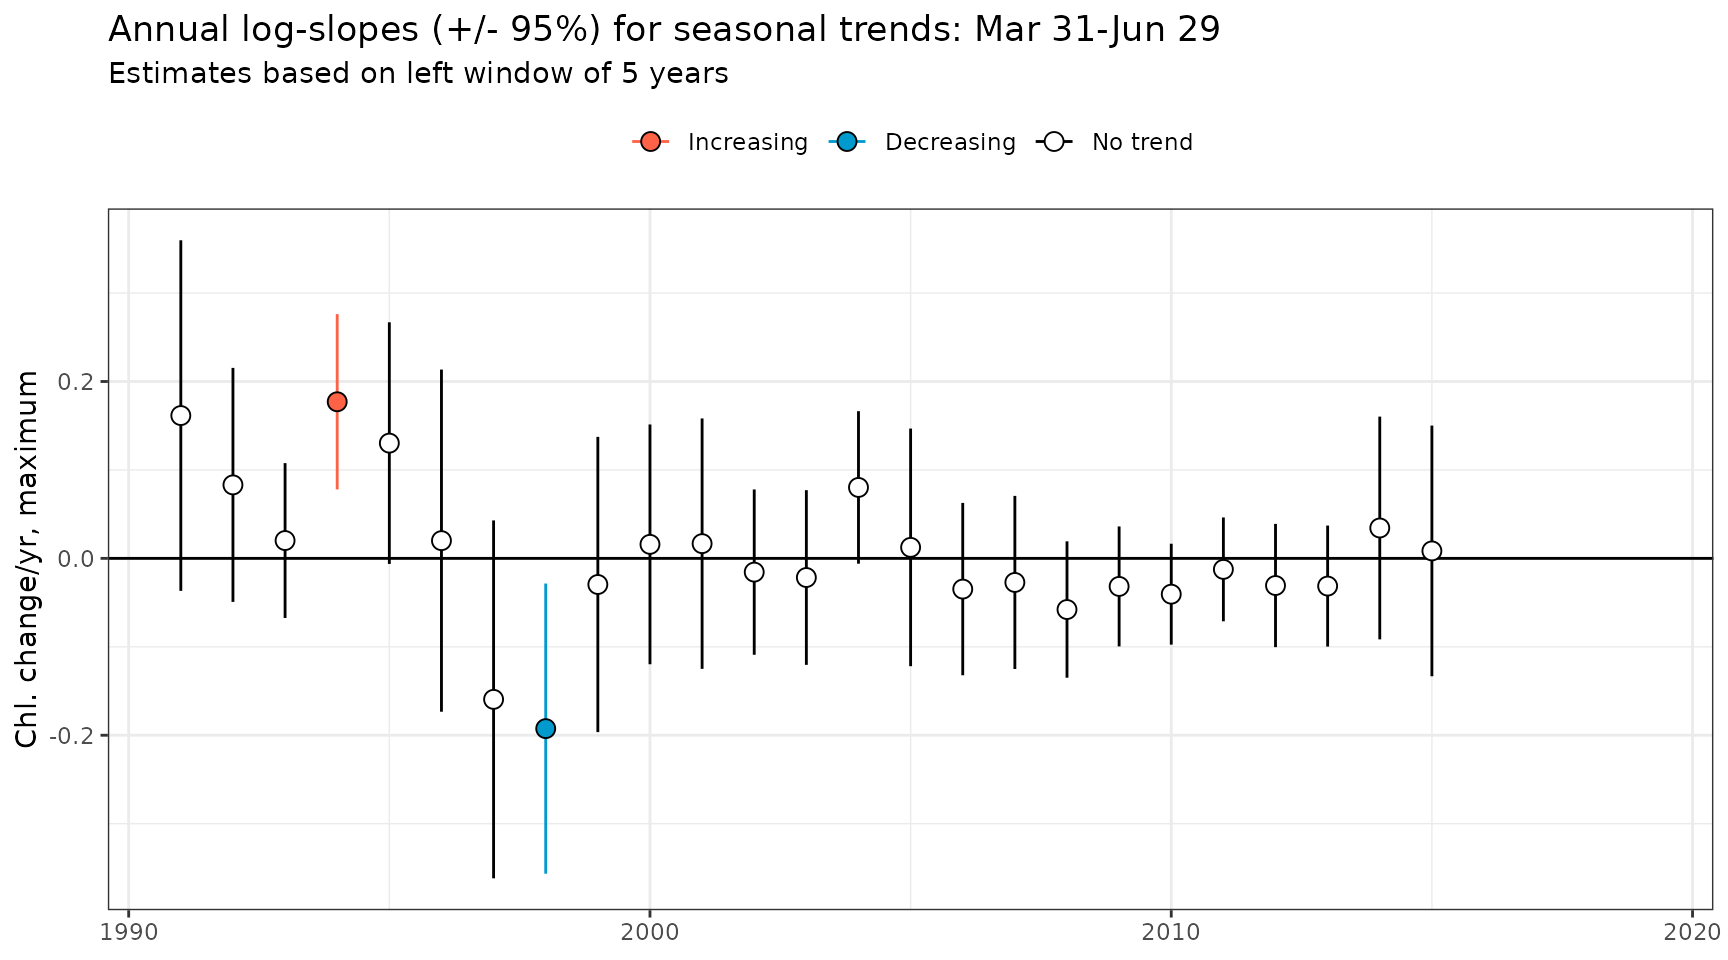 Annual log-slopes (+/- 95%) for seasonal trends: Mar 31-Jun 29
Estimates based on left window of 5 years
Increasing Decreasing No trend
Chl. change/yr, maximum
0.2
0.0
-0.2
1990 2000 2010 2020